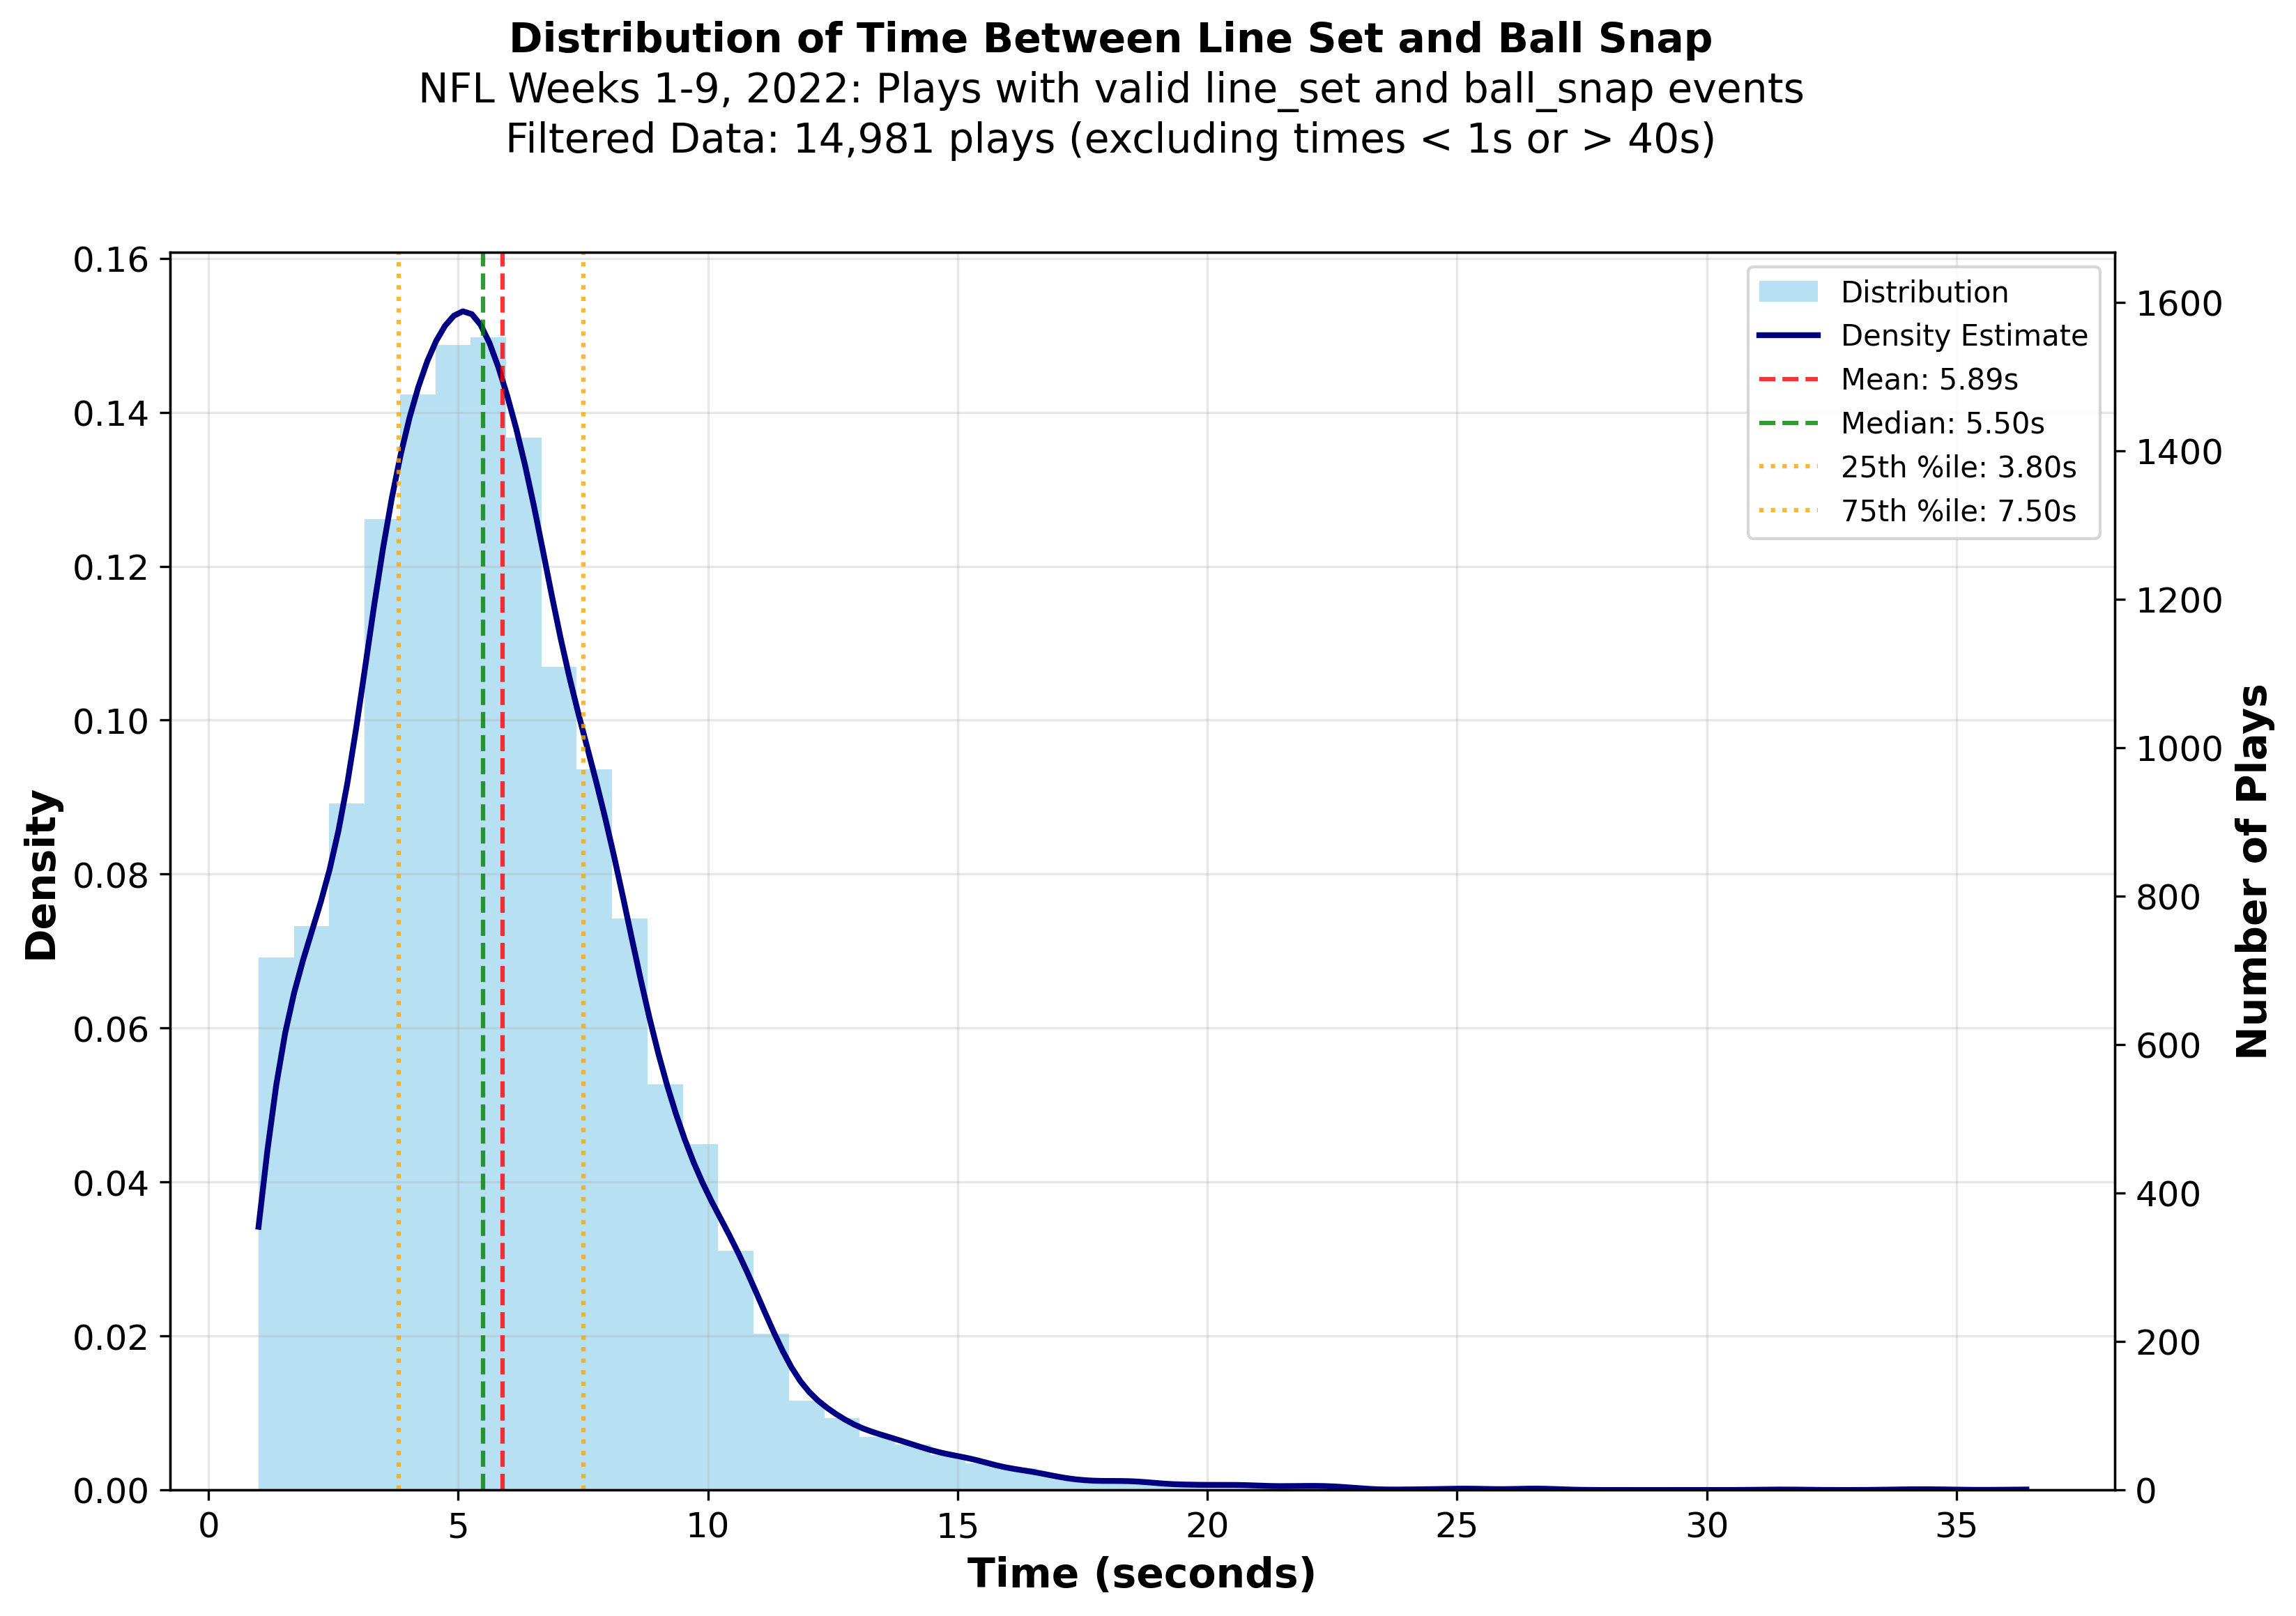 Distribution of Time Between Line Set and Ball Snap
NFL Weeks 1-9, 2022: Plays with valid line_set and ball_snap events
Filtered Data: 14,981 plays (excluding times < 1s or > 40s)
Density
0.16
0.14
0.12
0.10
0.08
0.06
0.04
0.02
0.00
Distribution
Density Estimate
Mean: 5.89s
Median: 5.50s
25th %ile: 3.80s
75th %ile: 7.50s
1600
1400
1200
1000
800
600
400
200
0
Number of Plays
0 5 10 15 20 25 30 35
Time (seconds)